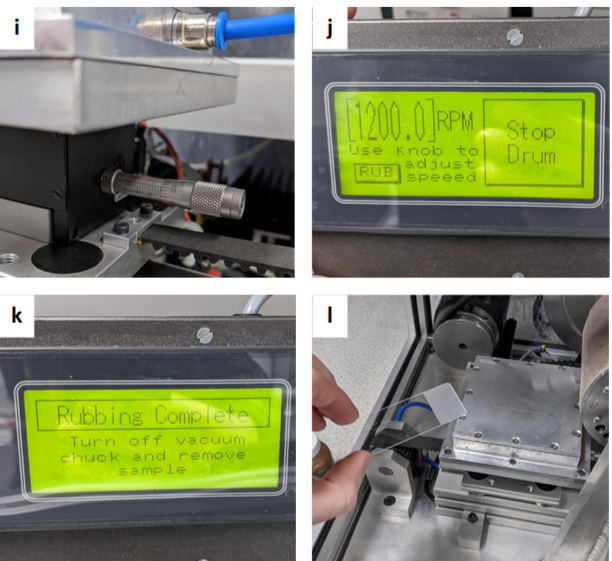 i
j
[1200.0]RPM
Use Knob to
adjust
RUB speeed
Stop
Drum
k
Rubbing Complete
Turn off vacuum
chuck and remove
sample
l